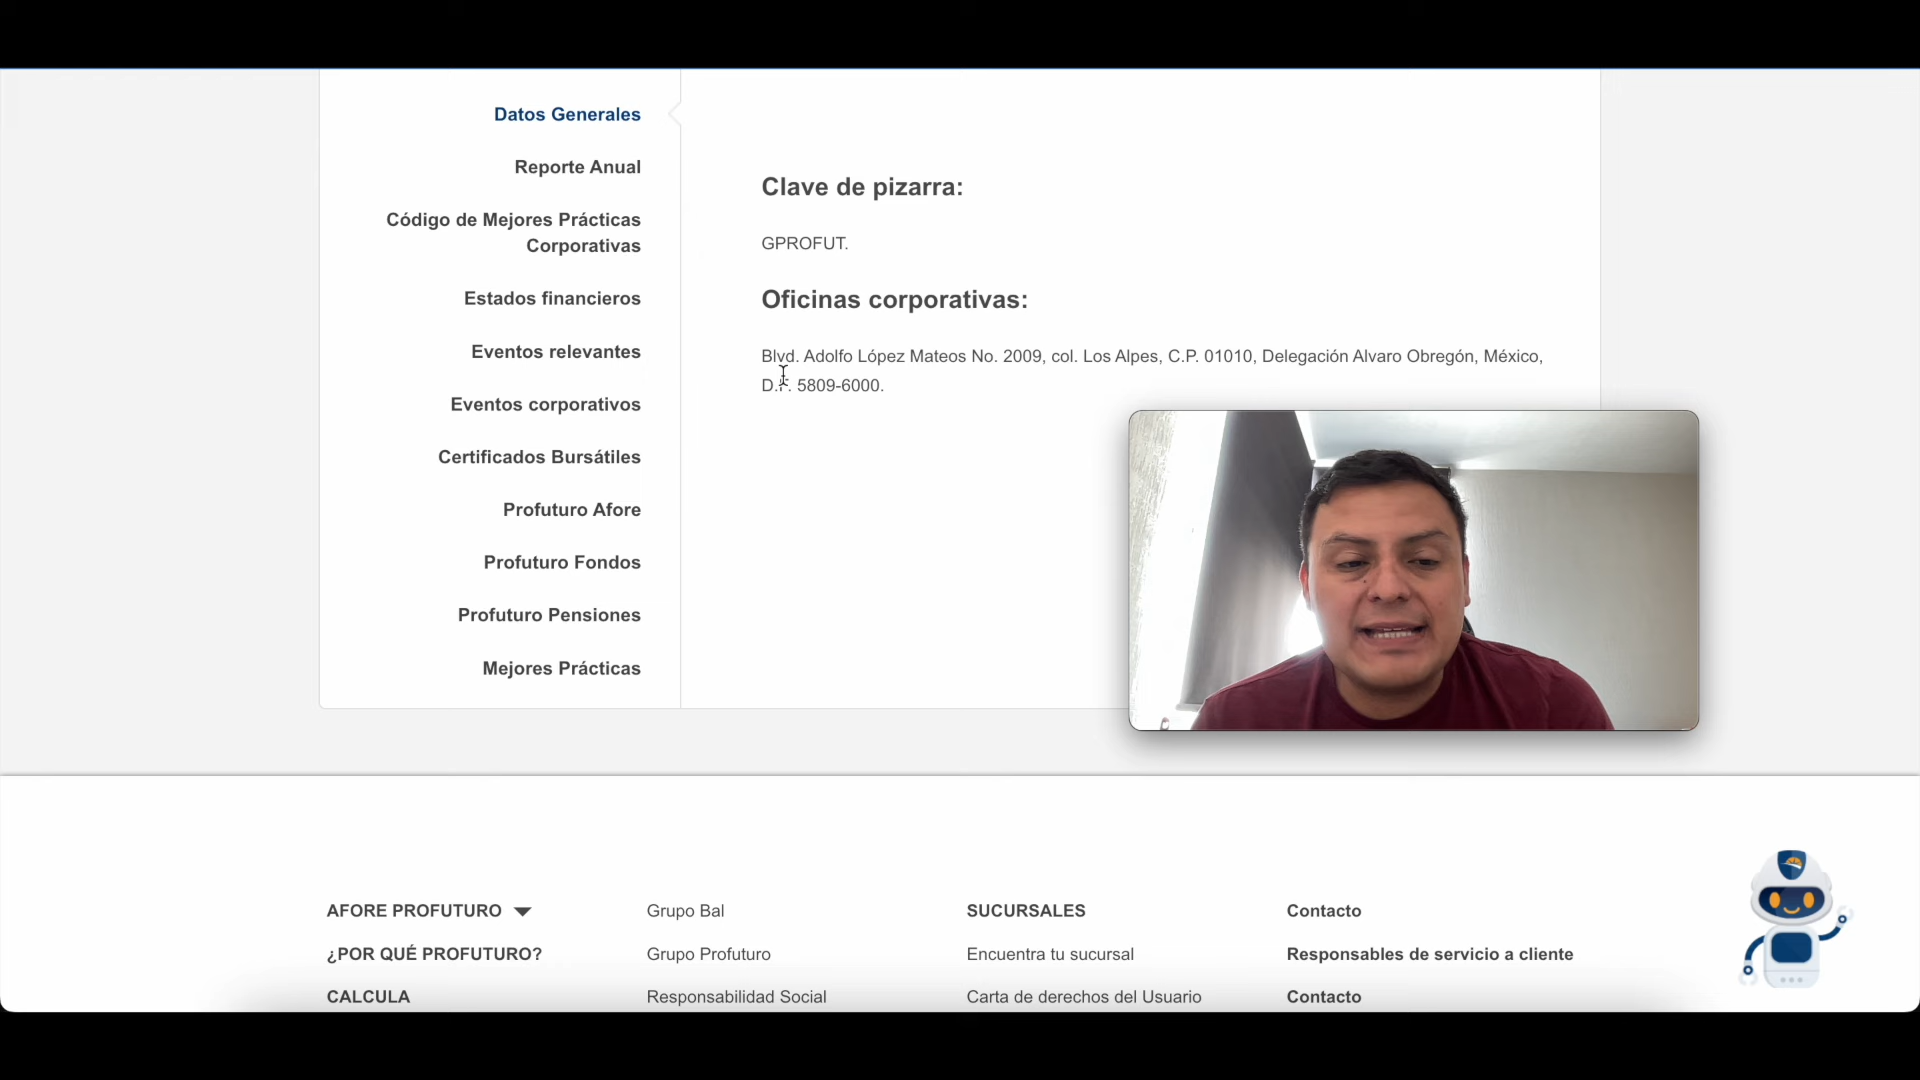 Datos Generales
Reporte Anual
Código de Mejores Prácticas
Corporativas
Estados financieros
Eventos relevantes
Eventos corporativos
Certificados Bursátiles
Profuturo Afore
Profuturo Fondos
Profuturo Pensiones
Mejores Prácticas
Clave de pizarra:
GPROFUT.
Oficinas corporativas:
Blvd. Adolfo López Mateos No. 2009, col. Los Alpes, C.P. 01010, Delegación Alvaro Obregón, México,
D.F. 5809-6000.
AFORE PROFUTURO
¿POR QUÉ PROFUTURO?
CALCULA
Grupo Bal
Grupo Profuturo
Responsabilidad Social
SUCURSALES
Encuentra tu sucursal
Carta de derechos del Usuario
Contacto
Responsables de servicio a cliente
Contacto